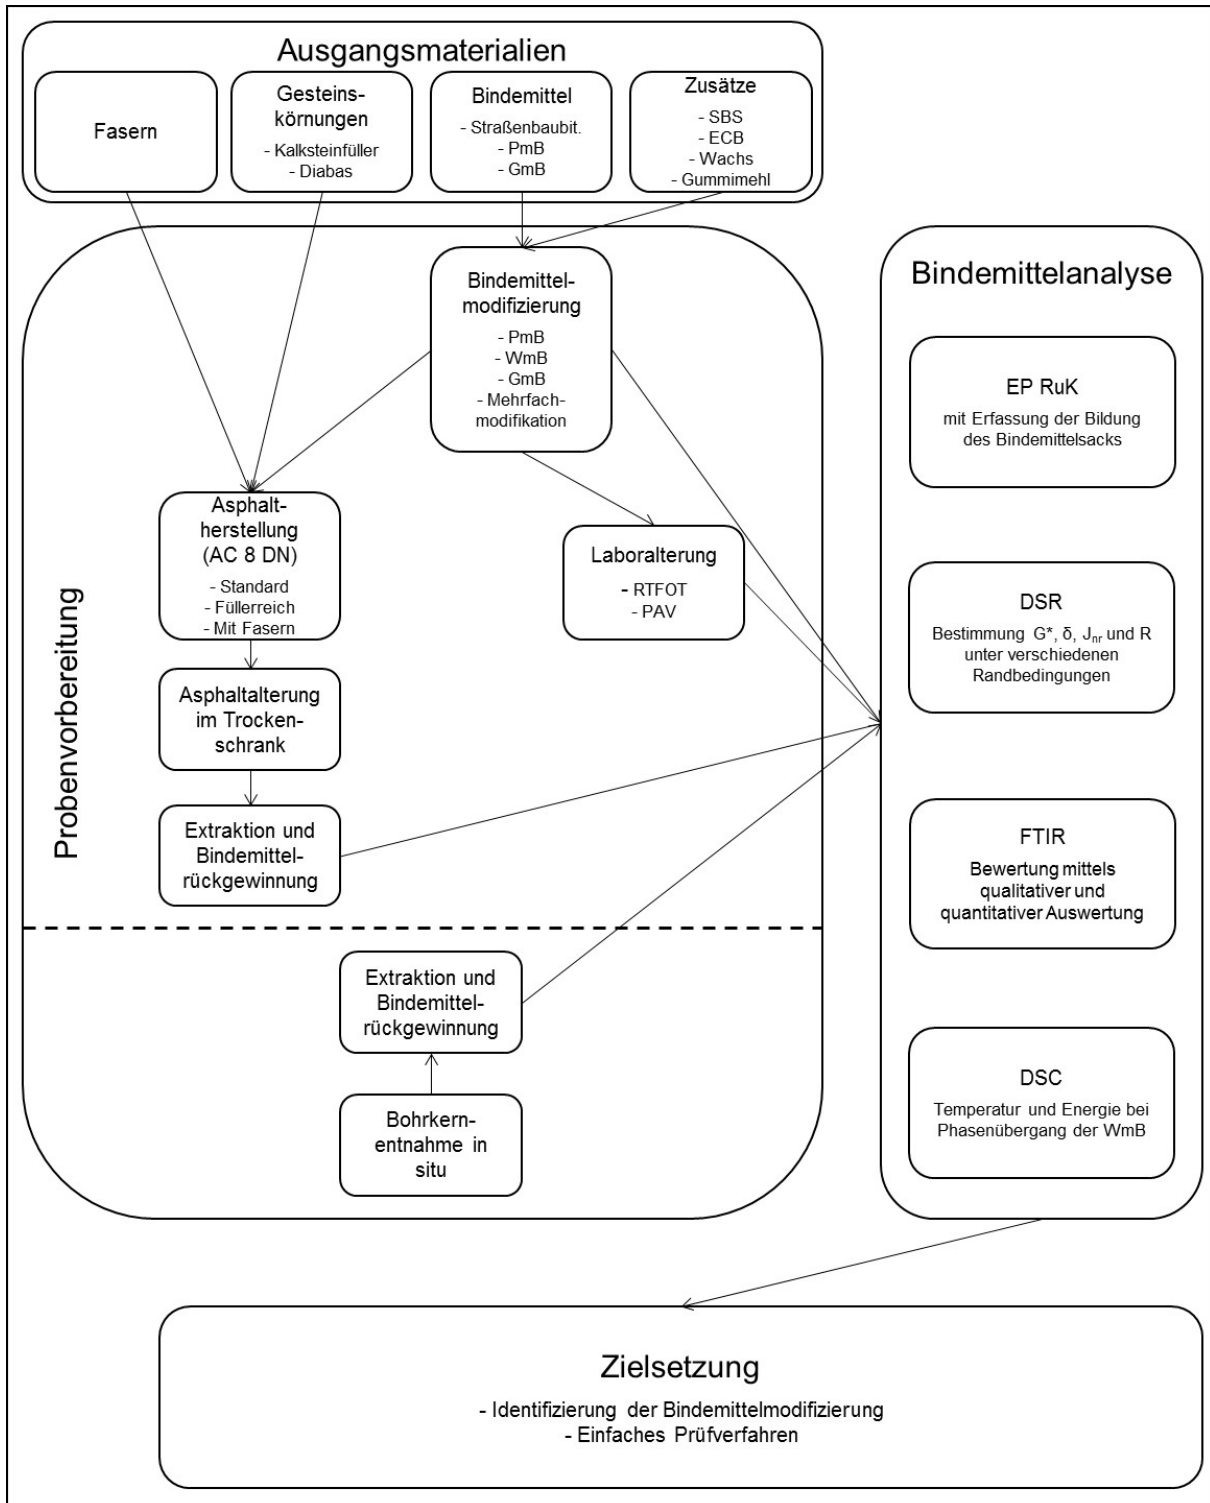 Ausgangsmaterialien
Fasern
Gesteins-
körnungen
- Kalksteinfüller
- Diabas
Bindemittel
- Straßenbaubit.
- PmB
- GmB
Zusätze
- SBS
- ECB
- Wachs
- Gummimehl
Probenvorbereitung
Bindemittel-
modifizierung
- PmB
- WmB
- GmB
- Mehrfach-
modifikation
Asphalt-
herstellung
(AC 8 DN)
- Standard
- Füllerreich
- Mit Fasern
Laboralterung
- RTFOT
- PAV
Asphaltalterung
im Trocken-
schrank
Extraktion und
Bindemittel-
rückgewinnung
Extraktion und
Bindemittel-
rückgewinnung
Bohrkern-
entnahme in
situ
Bindemittelanalyse
EP RuK
mit Erfassung der Bildung
des Bindemittelsacks
DSR
Bestimmung G*, δ, Jnr und R
unter verschiedenen
Randbedingungen
FTIR
Bewertung mittels
qualitativer und
quantitativer Auswertung
DSC
Temperatur und Energie bei
Phasenübergang der WmB
Zielsetzung
- Identifizierung der Bindemittelmodifizierung
- Einfaches Prüfverfahren